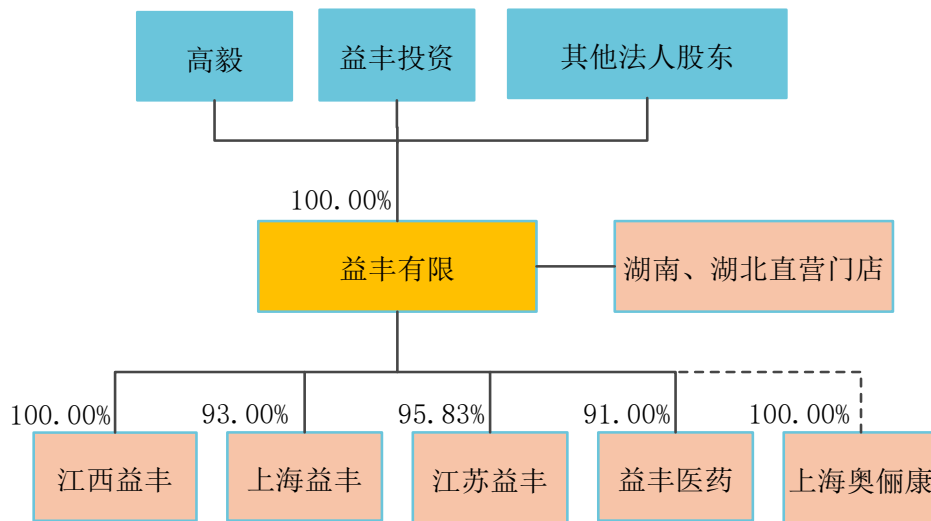 高毅
益丰投资
其他法人股东
100.00%
益丰有限
湖南、湖北直营门店
100.00%
93.00%
95.83%
91.00%
100.00%
江西益丰
上海益丰
江苏益丰
益丰医药
上海奥俪康